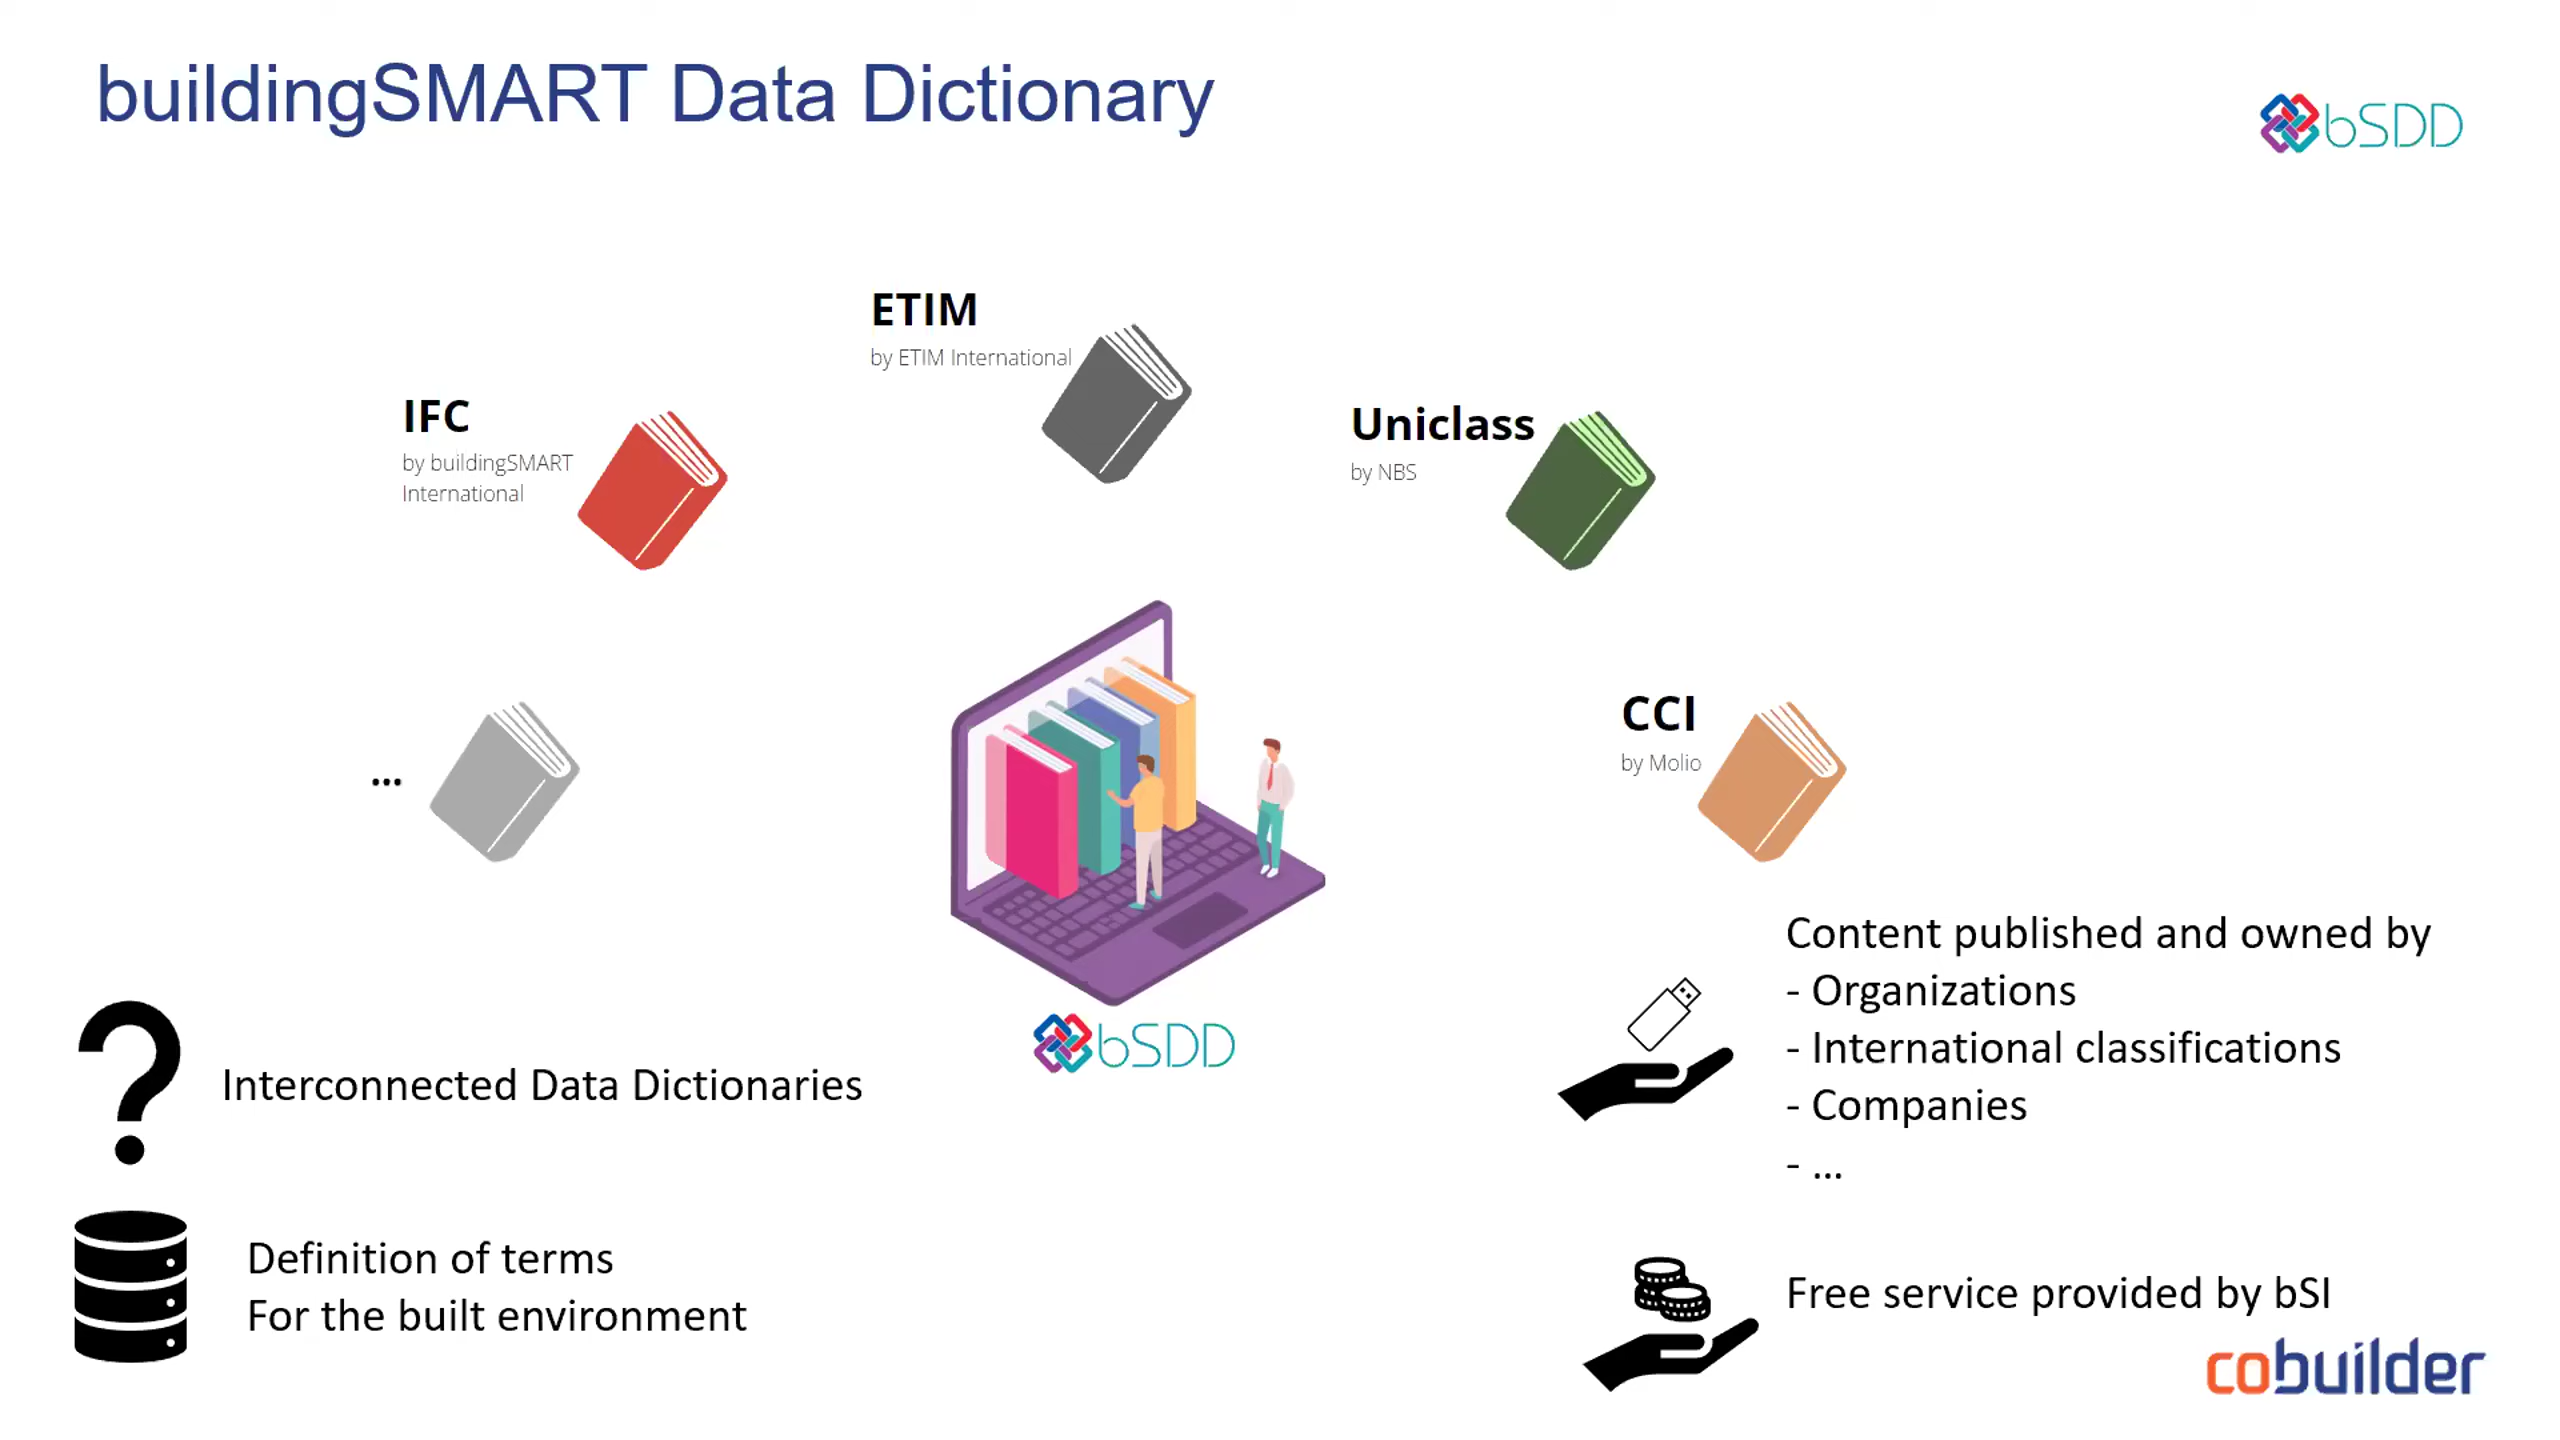 buildingSMART Data Dictionary
bSDD
ETIM
by ETIM International
IFC
by buildingSMART
International
Uniclass
by NBS
...
CCI
by Molio
bSDD
Interconnected Data Dictionaries
Definition of terms
For the built environment
Content published and owned by
- Organizations
- International classifications
- Companies
- ...
Free service provided by bSI
cobuilder